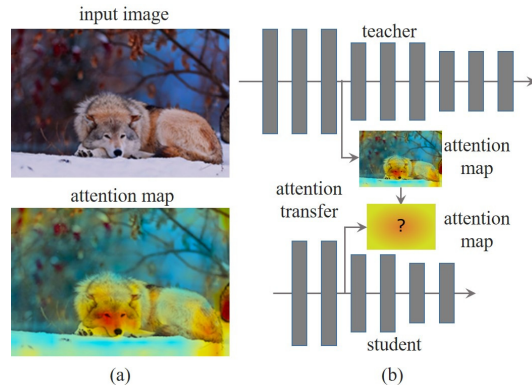 input image
attention map
(a)
teacher
attention
map
attention
transfer
?
attention
map
student
(b)